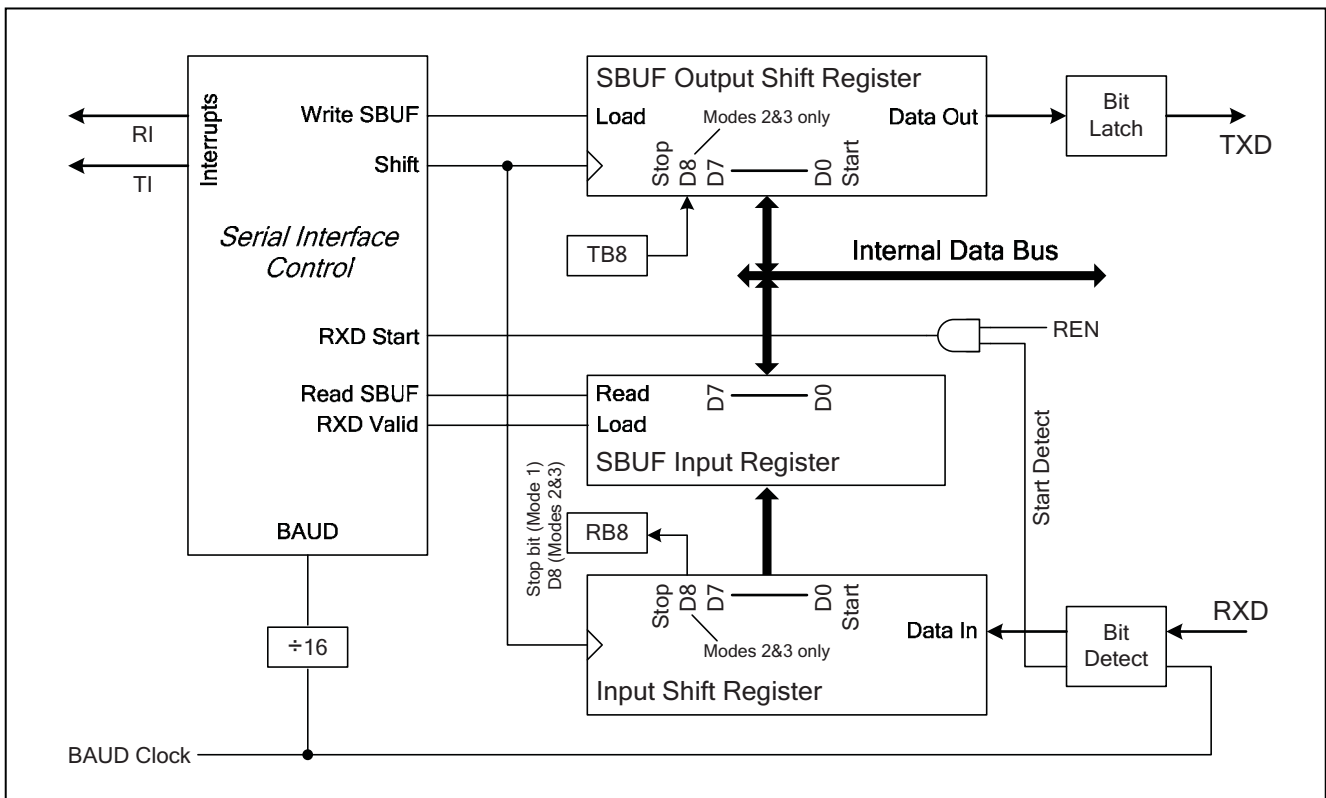 SBUF Output Shift Register
Write SBUF
Load
Modes 2&3 only
Data Out
Bit
Latch
TXD
RI
TI
Interrupts
Shift
Stop
D8
D7
D0
Start
Serial Interface
Control
TB8
Internal Data Bus
RXD Start
REN
Read SBUF
RXD Valid
Read
Load
D7
D0
SBUF Input Register
Start Detect
Stop bit (Mode 1)
D8 (Modes 2&3)
RB8
BAUD
÷16
Stop
D8
D7
D0
Start
Modes 2&3 only
Data In
Input Shift Register
Bit
Detect
RXD
BAUD Clock